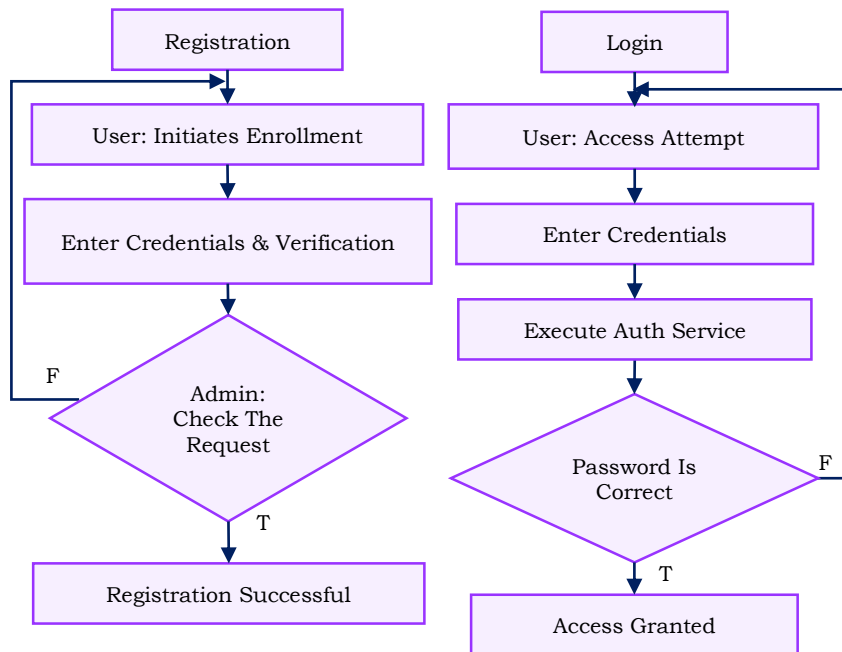 Registration
User: Initiates Enrollment
Enter Credentials & Verification
F
Admin:
Check The
Request
T
Registration Successful
Login
User: Access Attempt
Enter Credentials
Execute Auth Service
Password Is
Correct
F
T
Access Granted